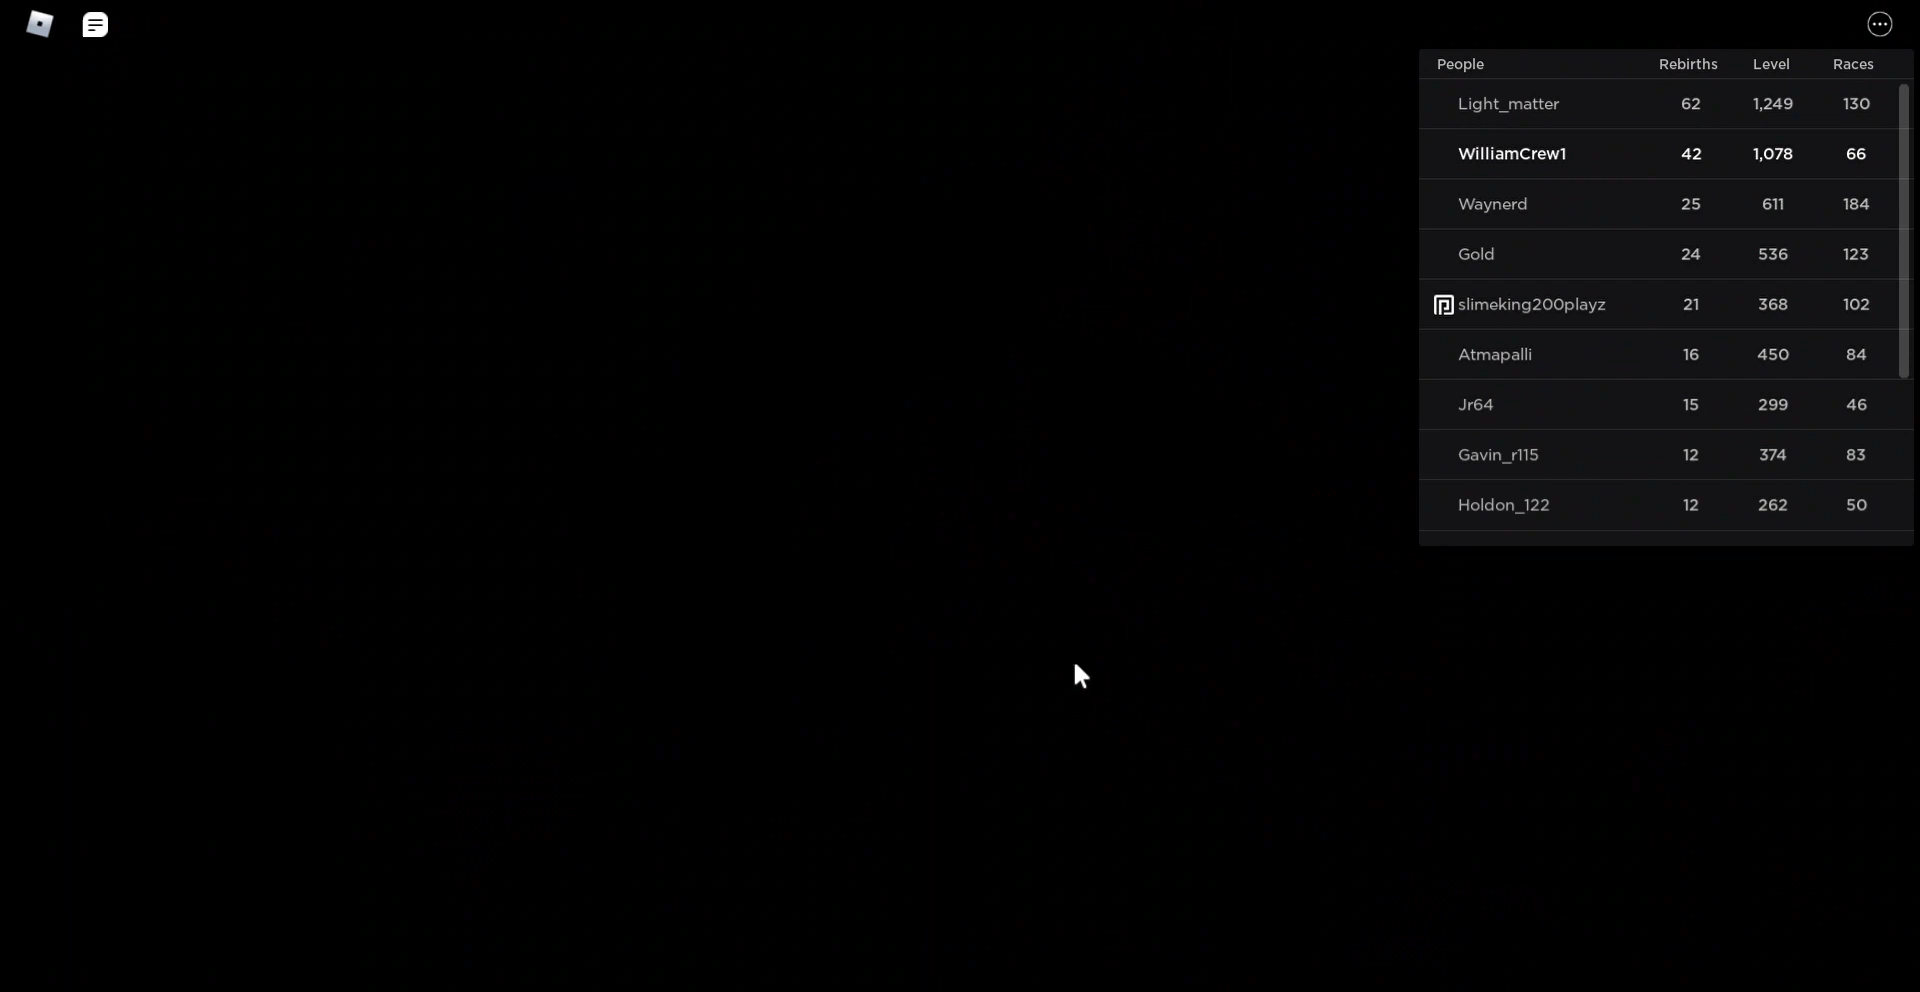 People Rebirths Level Races
Light_matter 62 1,249 130
WilliamCrew1 42 1,078 66
Waynerd 25 611 184
Gold 24 536 123
slimeking200playz 21 368 102
Atmapalli 16 450 84
Jr64 15 299 46
Gavin_r115 12 374 83
Holdon_122 12 262 50